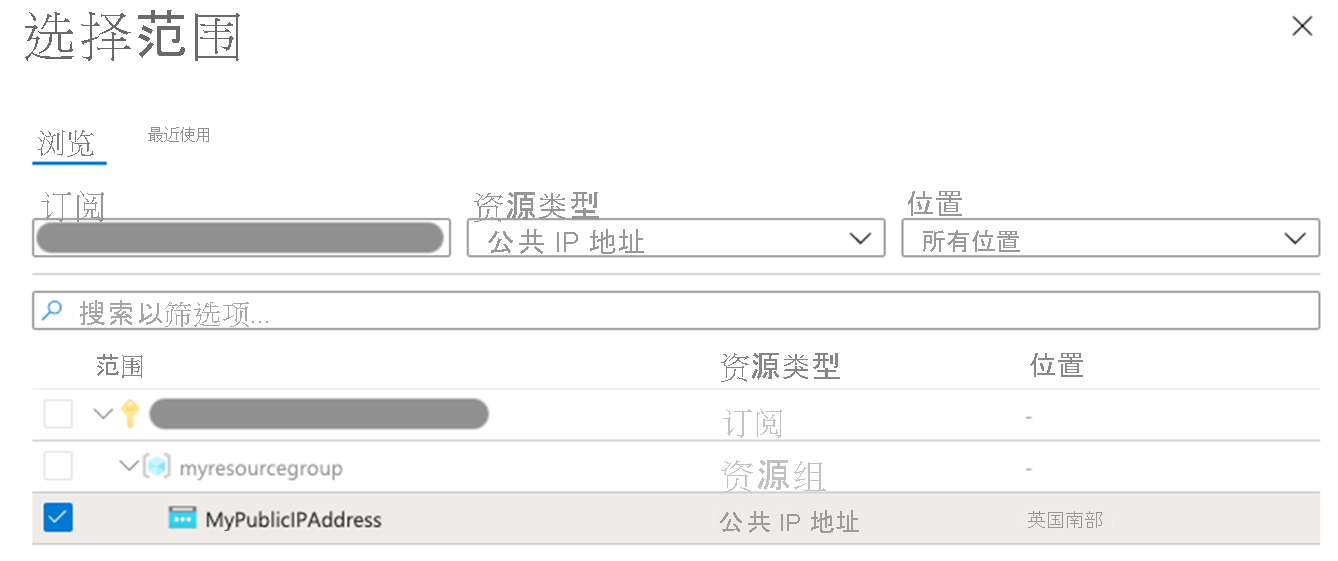 选择范围
浏览 最近使用
订阅 资源类型 位置
公共 IP 地址 所有位置
搜索以筛选项...
范围 资源类型 位置
订阅 -
myresourcegroup 资源组 -
MyPublicIPAddress 公共 IP 地址 英国南部